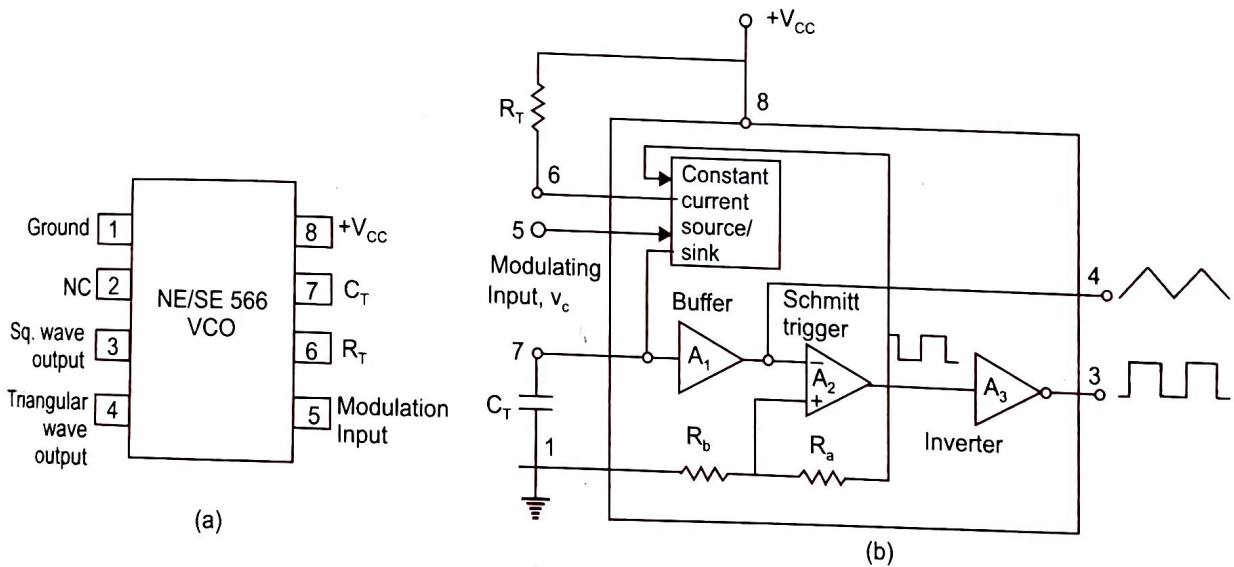 Ground 1
NC 2
Sq. wave
output 3
Triangular
wave
output 4
NE/SE 566
VCO
8 +VCC
7 CT
6 RT
5 Modulation
Input
(a)
+VCC
8
RT
6
5
Modulating
Input, vc
7
CT
1
Constant
current
source/
sink
Buffer
A1
Schmitt
trigger
A2
− +
Rb
Ra
A3
Inverter
4
3
(b)